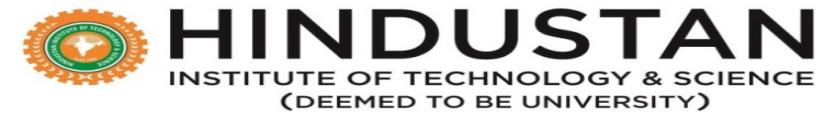 HINDUSTAN
INSTITUTE OF TECHNOLOGY & SCIENCE
(DEEMED TO BE UNIVERSITY)